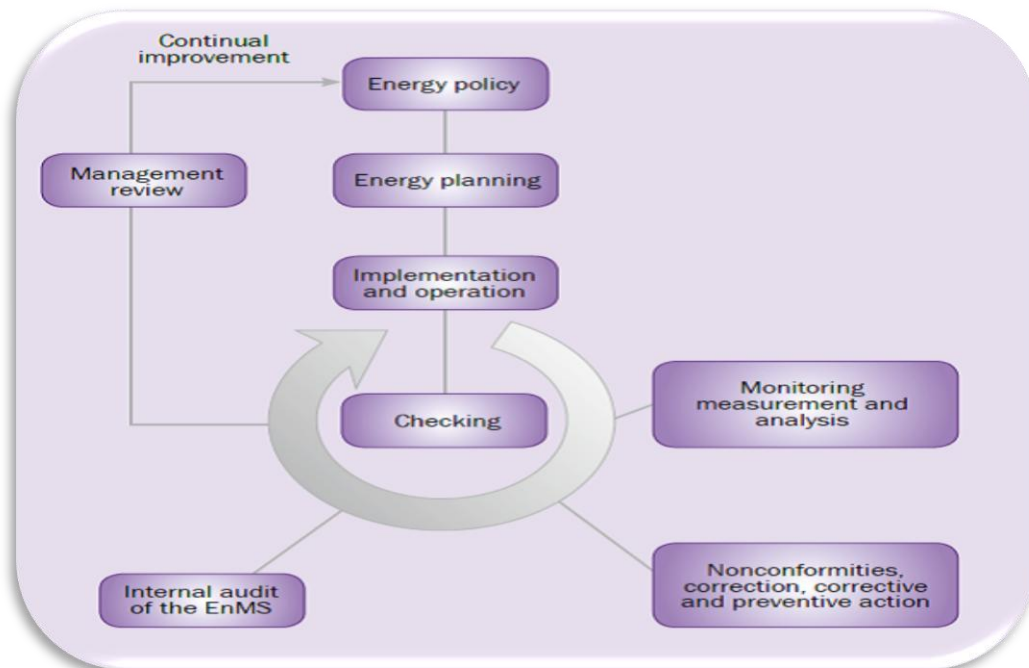 Continual
improvement
Energy policy
Management
review
Energy planning
Implementation
and operation
Checking
Monitoring
measurement and
analysis
Internal audit
of the EnMS
Nonconformities,
correction, corrective
and preventive action